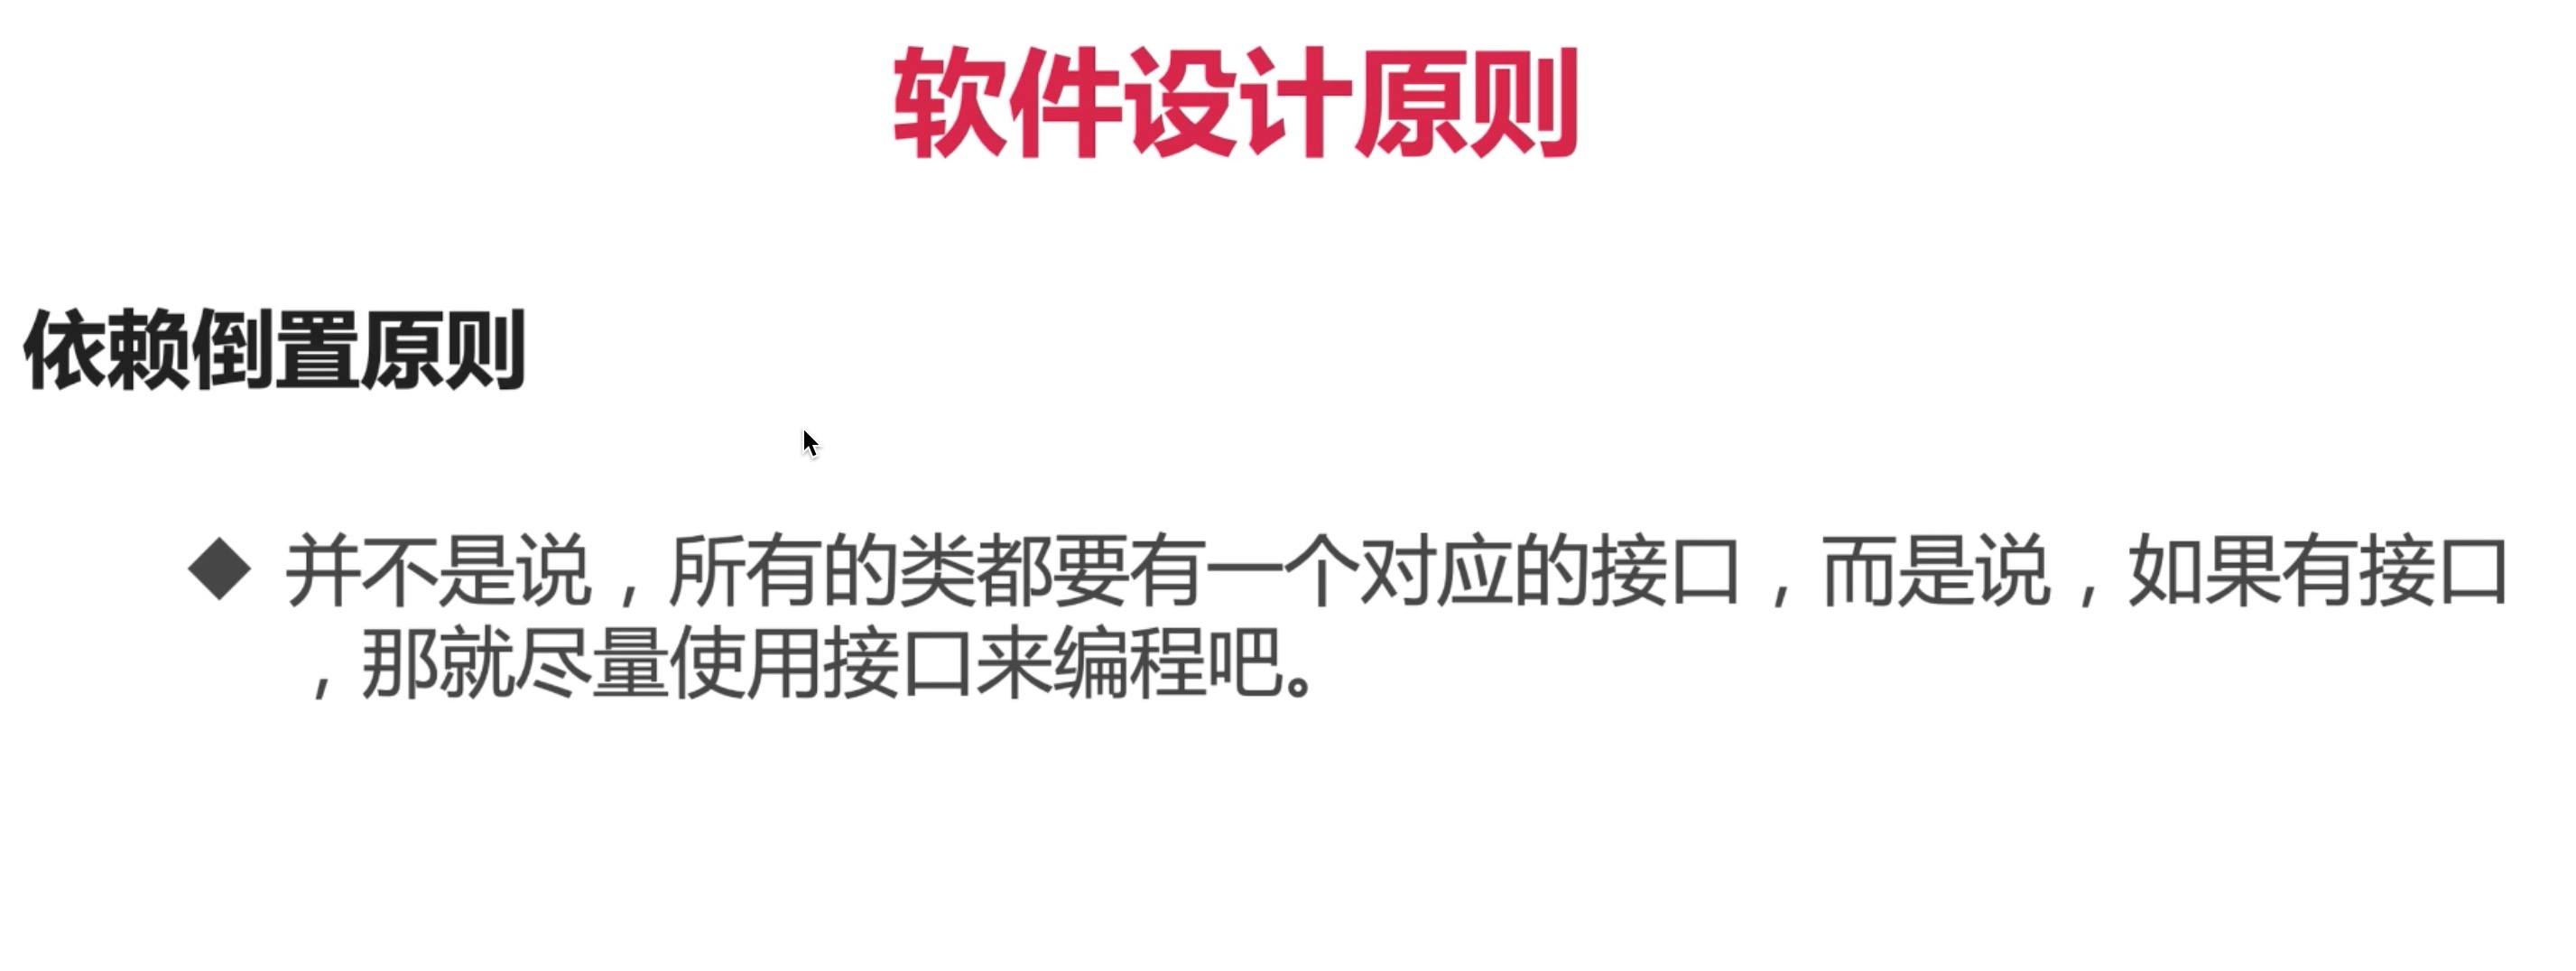 软件设计原则
依赖倒置原则
◆ 并不是说，所有的类都要有一个对应的接口，而是说，如果有接口
，那就尽量使用接口来编程吧。